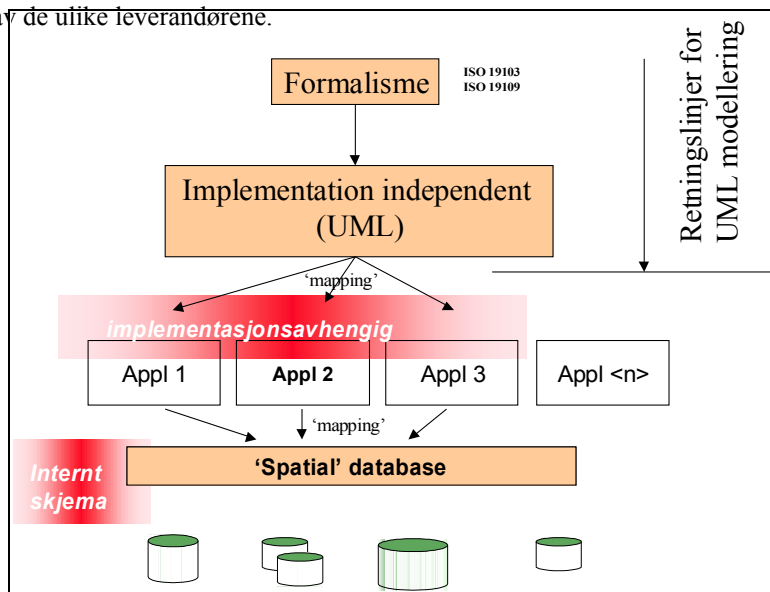 av de ulike leverandørene.
Formalisme
ISO 19103
ISO 19109
Retningslinjer for
UML modellering
Implementation independent
(UML)
‘mapping’
implementasjonsavhengig
Appl 1
Appl 2
Appl 3
Appl <n>
‘mapping’
‘Spatial’ database
Internt
skjema